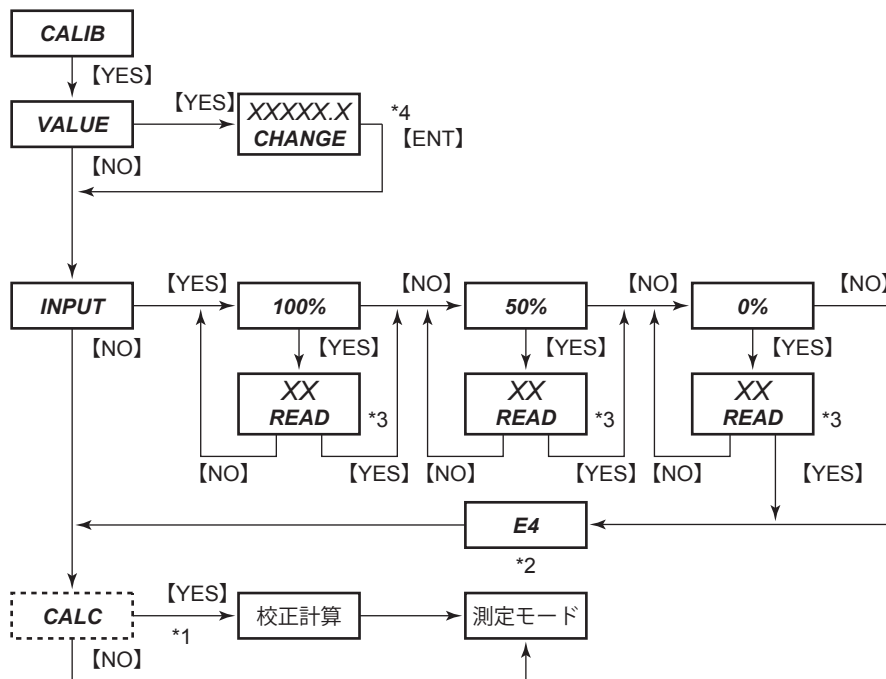 CALIB
【YES】
VALUE
【YES】
XXXXX.X
CHANGE
*4
【ENT】
【NO】
INPUT
【YES】
100%
【NO】
50%
【NO】
0%
【NO】
【NO】
【YES】
【YES】
【YES】
XX
READ
*3
XX
READ
*3
XX
READ
*3
【NO】
【YES】
【NO】
【YES】
【NO】
【YES】
E4
*2
CALC
【YES】
*1
校正計算
測定モード
【NO】